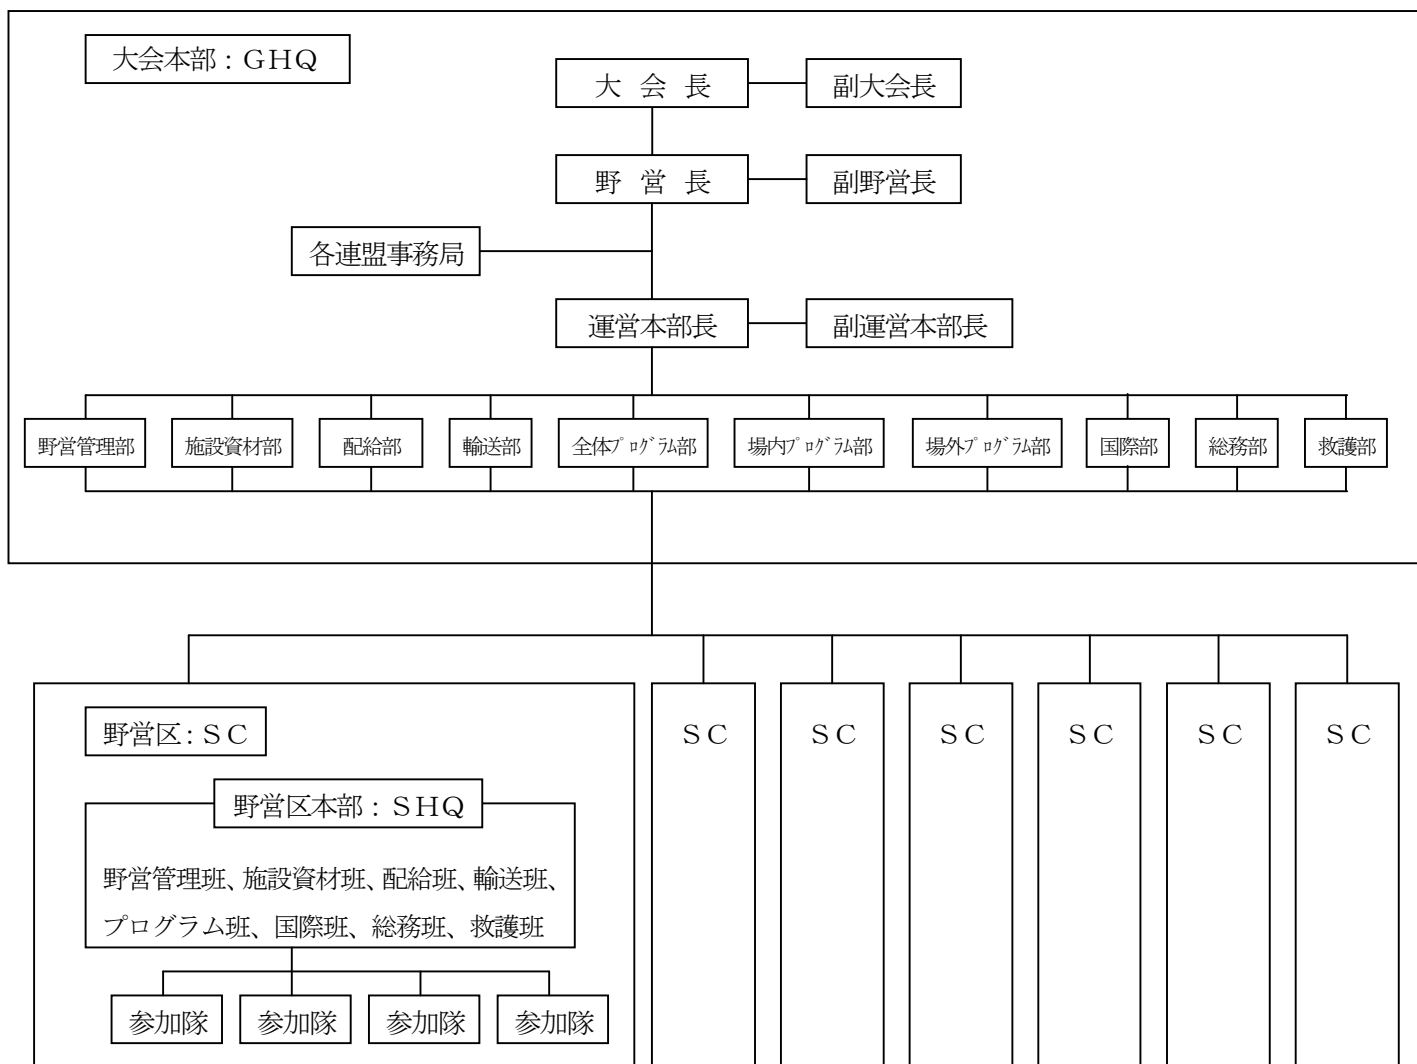 大会本部：GHQ
大 会 長
副大会長
野 営 長
副野営長
各連盟事務局
運営本部長
副運営本部長
野営管理部
施設資材部
配給部
輸送部
全体ﾌﾟﾛｸﾞﾗﾑ部
場内ﾌﾟﾛｸﾞﾗﾑ部
場外ﾌﾟﾛｸﾞﾗﾑ部
国際部
総務部
救護部
野営区：SC
SC
SC
SC
SC
SC
SC
野営区本部：SHQ
野営管理班、施設資材班、配給班、輸送班、
プログラム班、国際班、総務班、救護班
参加隊
参加隊
参加隊
参加隊